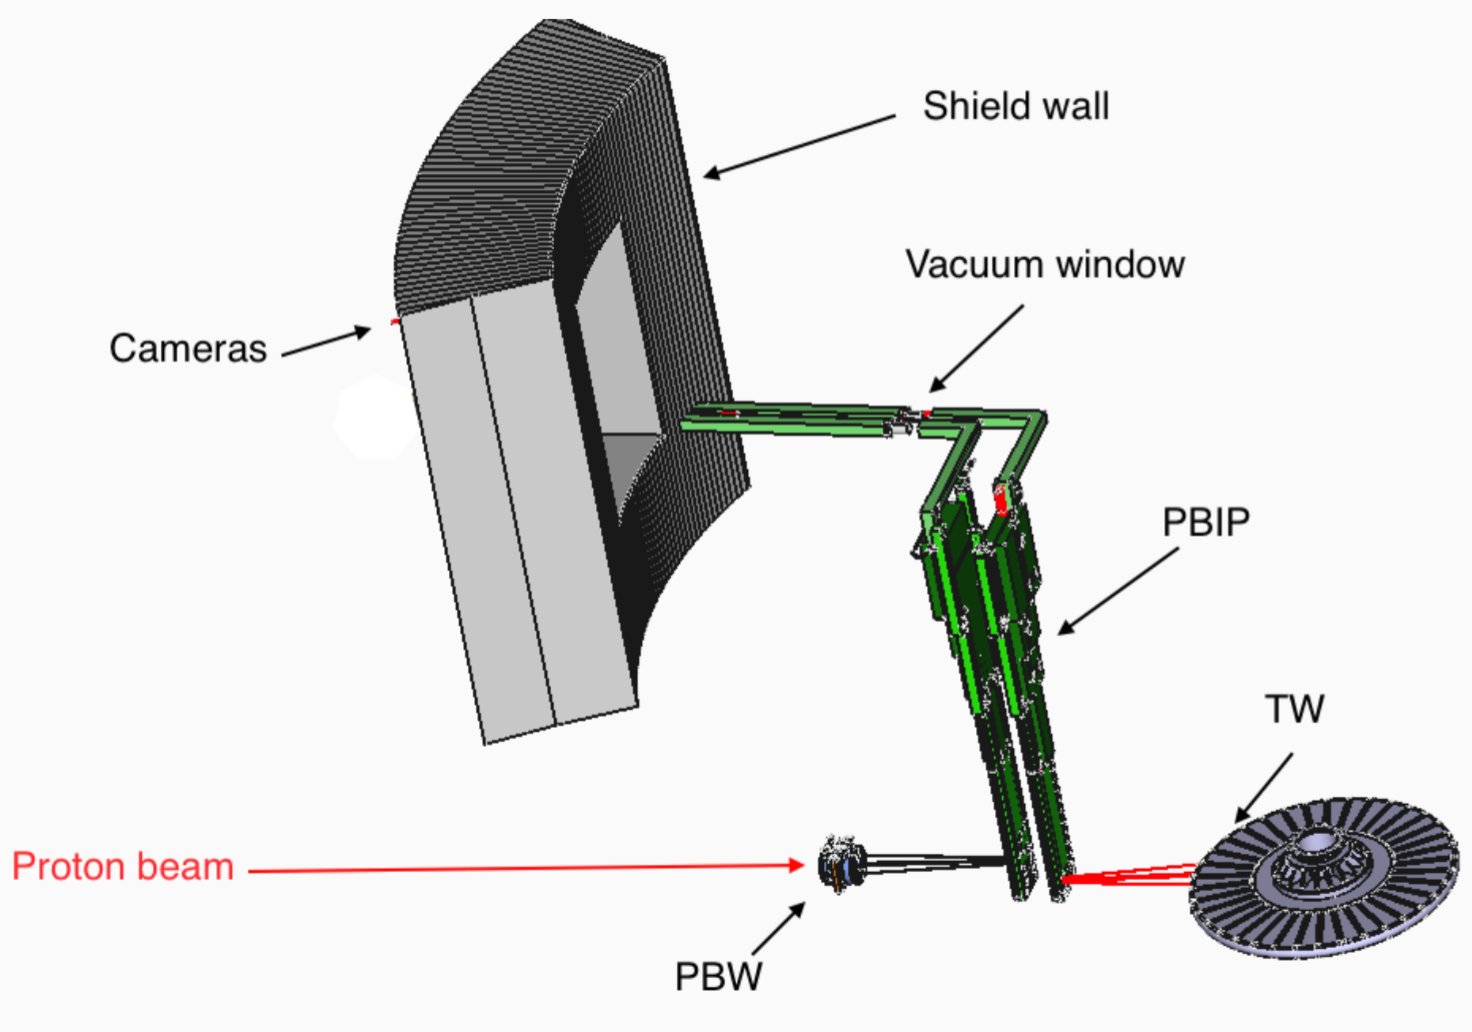 Shield wall
Vacuum window
Cameras
PBIP
TW
Proton beam
PBW